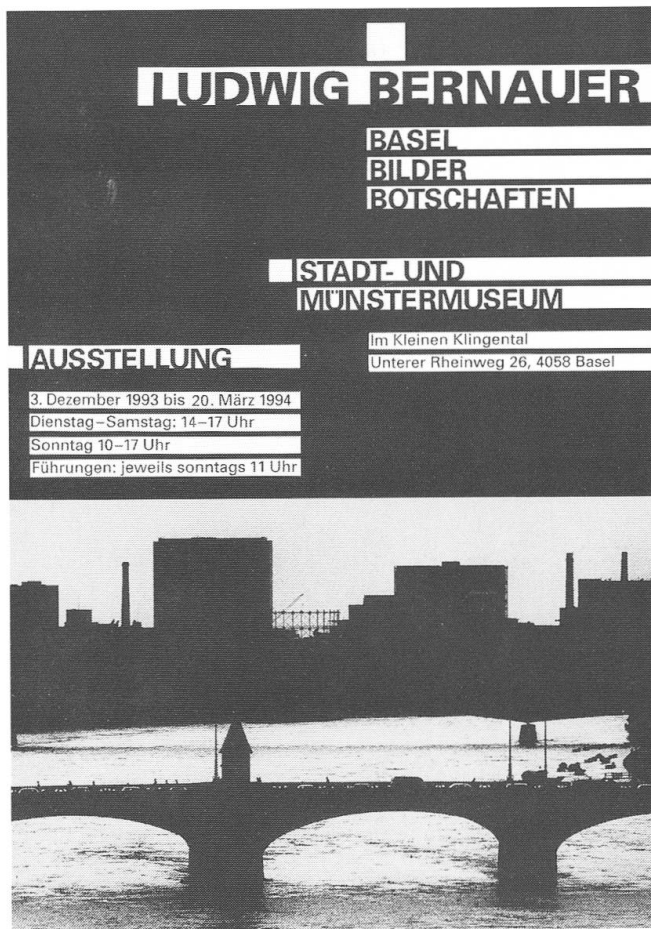 LUDWIG BERNAUER
BASEL
BILDER
BOTSCHAFTEN
STADT- UND
MÜNSTERMUSEUM
Im Kleinen Klingental
Unterer Rheinweg 26, 4058 Basel
AUSSTELLUNG
3. Dezember 1993 bis 20. März 1994
Dienstag–Samstag: 14–17 Uhr
Sonntag 10–17 Uhr
Führungen: jeweils sonntags 11 Uhr